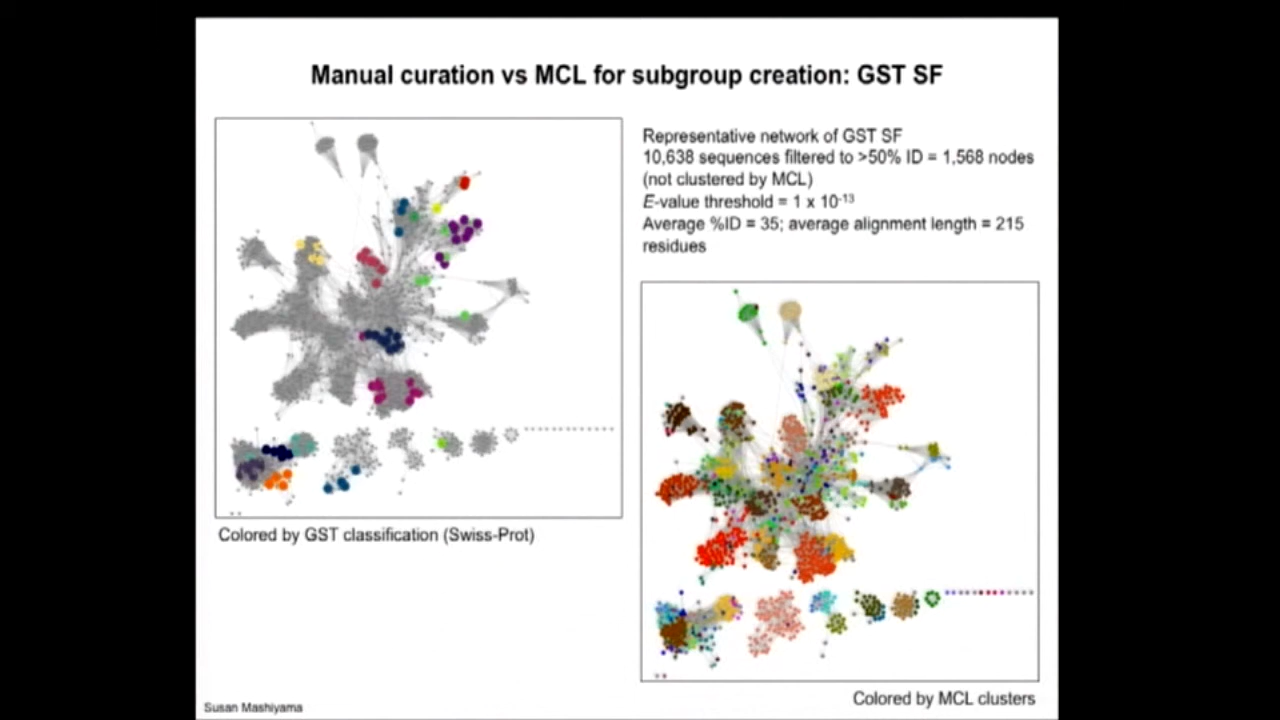 Manual curation vs MCL for subgroup creation: GST SF
Representative network of GST SF
10,638 sequences filtered to >50% ID = 1,568 nodes
(not clustered by MCL)
E-value threshold = 1 x 10⁻¹³
Average %ID = 35; average alignment length = 215
residues
Colored by GST classification (Swiss-Prot)
Colored by MCL clusters
Susan Mashiyama